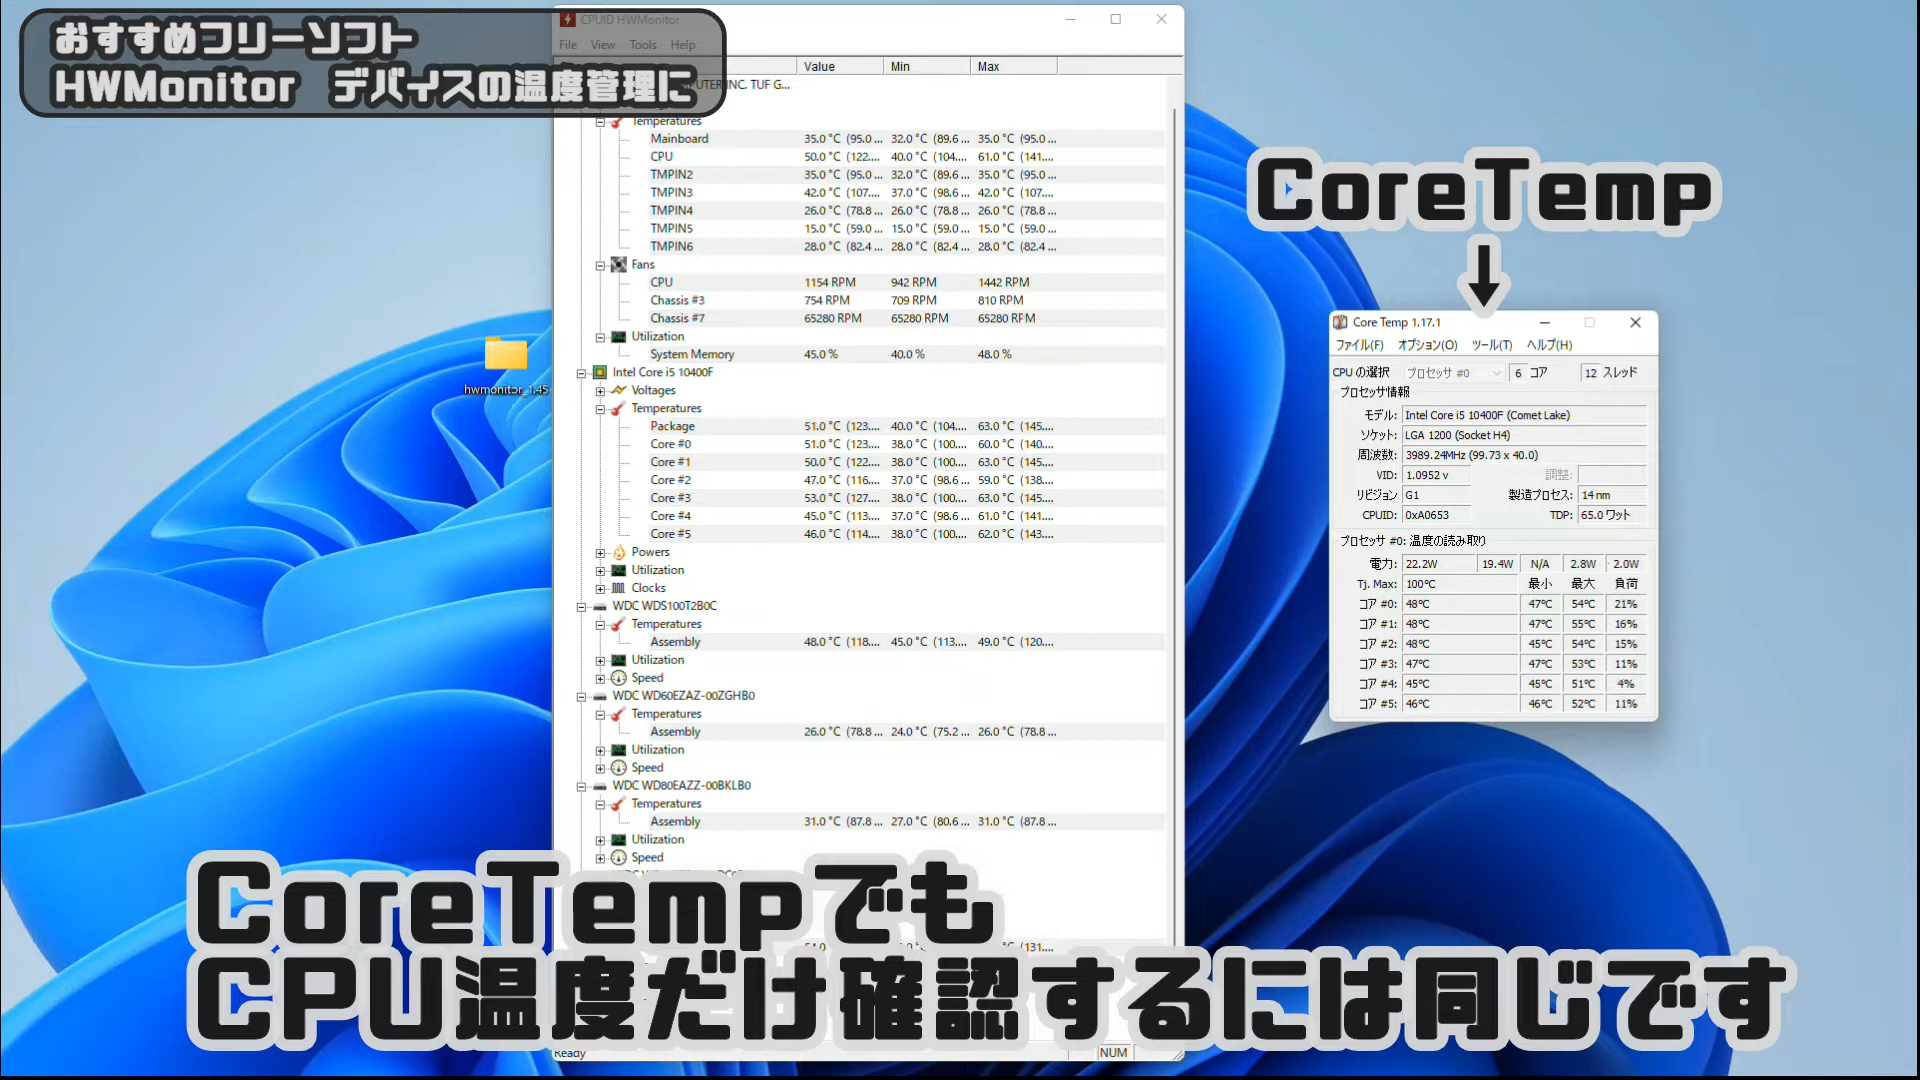 おすすめフリーソフト
HWMonitor デバイスの温度管理に
CPUID HWMonitor
File View Tools Help
Value Min Max
TUF G...
Temperatures
Mainboard 35.0 °C (95.0 ... 32.0 °C (89.6 ... 35.0 °C (95.0 ...
CPU 50.0 °C (122.... 40.0 °C (104.... 61.0 °C (141....
TMPIN2 35.0 °C (95.0 ... 32.0 °C (89.6 ... 35.0 °C (95.0 ...
TMPIN3 42.0 °C (107.... 37.0 °C (98.6 ... 42.0 °C (107....
TMPIN4 26.0 °C (78.8 ... 26.0 °C (78.8 ... 26.0 °C (78.8 ...
TMPIN5 15.0 °C (59.0 ... 15.0 °C (59.0 ... 15.0 °C (59.0 ...
TMPIN6 28.0 °C (82.4 ... 28.0 °C (82.4 ... 28.0 °C (82.4 ...
Fans
CPU 1154 RPM 942 RPM 1442 RPM
Chassis #3 754 RPM 709 RPM 810 RPM
Chassis #7 65280 RPM 65280 RPM 65280 RPM
Utilization
System Memory 45.0 % 40.0 % 48.0 %
Intel Core i5 10400F
Voltages
Temperatures
Package 51.0 °C (123.... 40.0 °C (104.... 63.0 °C (145....
Core #0 51.0 °C (123.... 38.0 °C (100.... 60.0 °C (140....
Core #1 50.0 °C (122.... 38.0 °C (100.... 63.0 °C (145....
Core #2 47.0 °C (116.... 37.0 °C (98.6 ... 59.0 °C (138....
Core #3 53.0 °C (127.... 38.0 °C (100.... 63.0 °C (145....
Core #4 45.0 °C (113.... 37.0 °C (98.6 ... 61.0 °C (141....
Core #5 46.0 °C (114.... 38.0 °C (100.... 62.0 °C (143....
Powers
Utilization
Clocks
WDC WDS100T2B0C
Temperatures
Assembly 48.0 °C (118.... 45.0 °C (113.... 49.0 °C (120....
Utilization
Speed
WDC WD60EZAZ-00ZGHB0
Temperatures
Assembly 26.0 °C (78.8 ... 24.0 °C (75.2 ... 26.0 °C (78.8 ...
Utilization
Speed
WDC WD80EAZZ-00BKLB0
Temperatures
Assembly 31.0 °C (87.8 ... 27.0 °C (80.6 ... 31.0 °C (87.8 ...
Utilization
Speed
(131....
Ready NUM
hwmonitor_1.45
CoreTemp
Core Temp 1.17.1
ファイル(F) オプション(O) ツール(T) ヘルプ(H)
CPU の選択 プロセッサ #0 6 コア 12 スレッド
プロセッサ情報
モデル: Intel Core i5 10400F (Comet Lake)
ソケット: LGA 1200 (Socket H4)
周波数: 3989.24MHz (99.73 x 40.0)
VID: 1.0952 v 調整:
リビジョン G1 製造プロセス: 14 nm
CPUID: 0xA0653 TDP: 65.0 ワット
プロセッサ #0: 温度の読み取り
電力: 22.2W 19.4W N/A 2.8W 2.0W
Tj. Max: 100°C 最小 最大 負荷
コア #0: 48°C 47°C 54°C 21%
コア #1: 48°C 47°C 55°C 16%
コア #2: 48°C 45°C 54°C 15%
コア #3: 47°C 47°C 53°C 11%
コア #4: 45°C 45°C 51°C 4%
コア #5: 46°C 46°C 52°C 11%
CoreTempでも
CPU温度だけ確認するには同じです